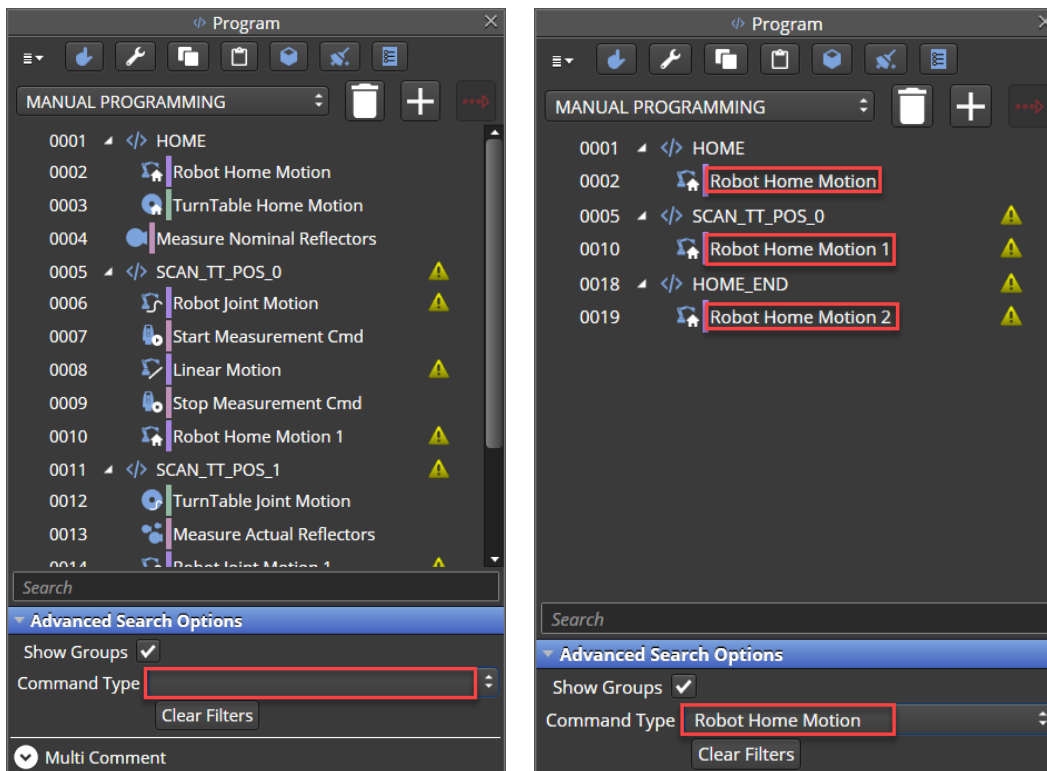 Program
MANUAL PROGRAMMING
0001 HOME
0002 Robot Home Motion
0003 TurnTable Home Motion
0004 Measure Nominal Reflectors
0005 SCAN_TT_POS_0
0006 Robot Joint Motion
0007 Start Measurement Cmd
0008 Linear Motion
0009 Stop Measurement Cmd
0010 Robot Home Motion 1
0011 SCAN_TT_POS_1
0012 TurnTable Joint Motion
0013 Measure Actual Reflectors
0014 Robot Joint Motion 1
Search
Advanced Search Options
Show Groups
Command Type
Clear Filters
Multi Comment
Program
MANUAL PROGRAMMING
0001 HOME
0002 Robot Home Motion
0005 SCAN_TT_POS_0
0010 Robot Home Motion 1
0018 HOME_END
0019 Robot Home Motion 2
Search
Advanced Search Options
Show Groups
Command Type Robot Home Motion
Clear Filters